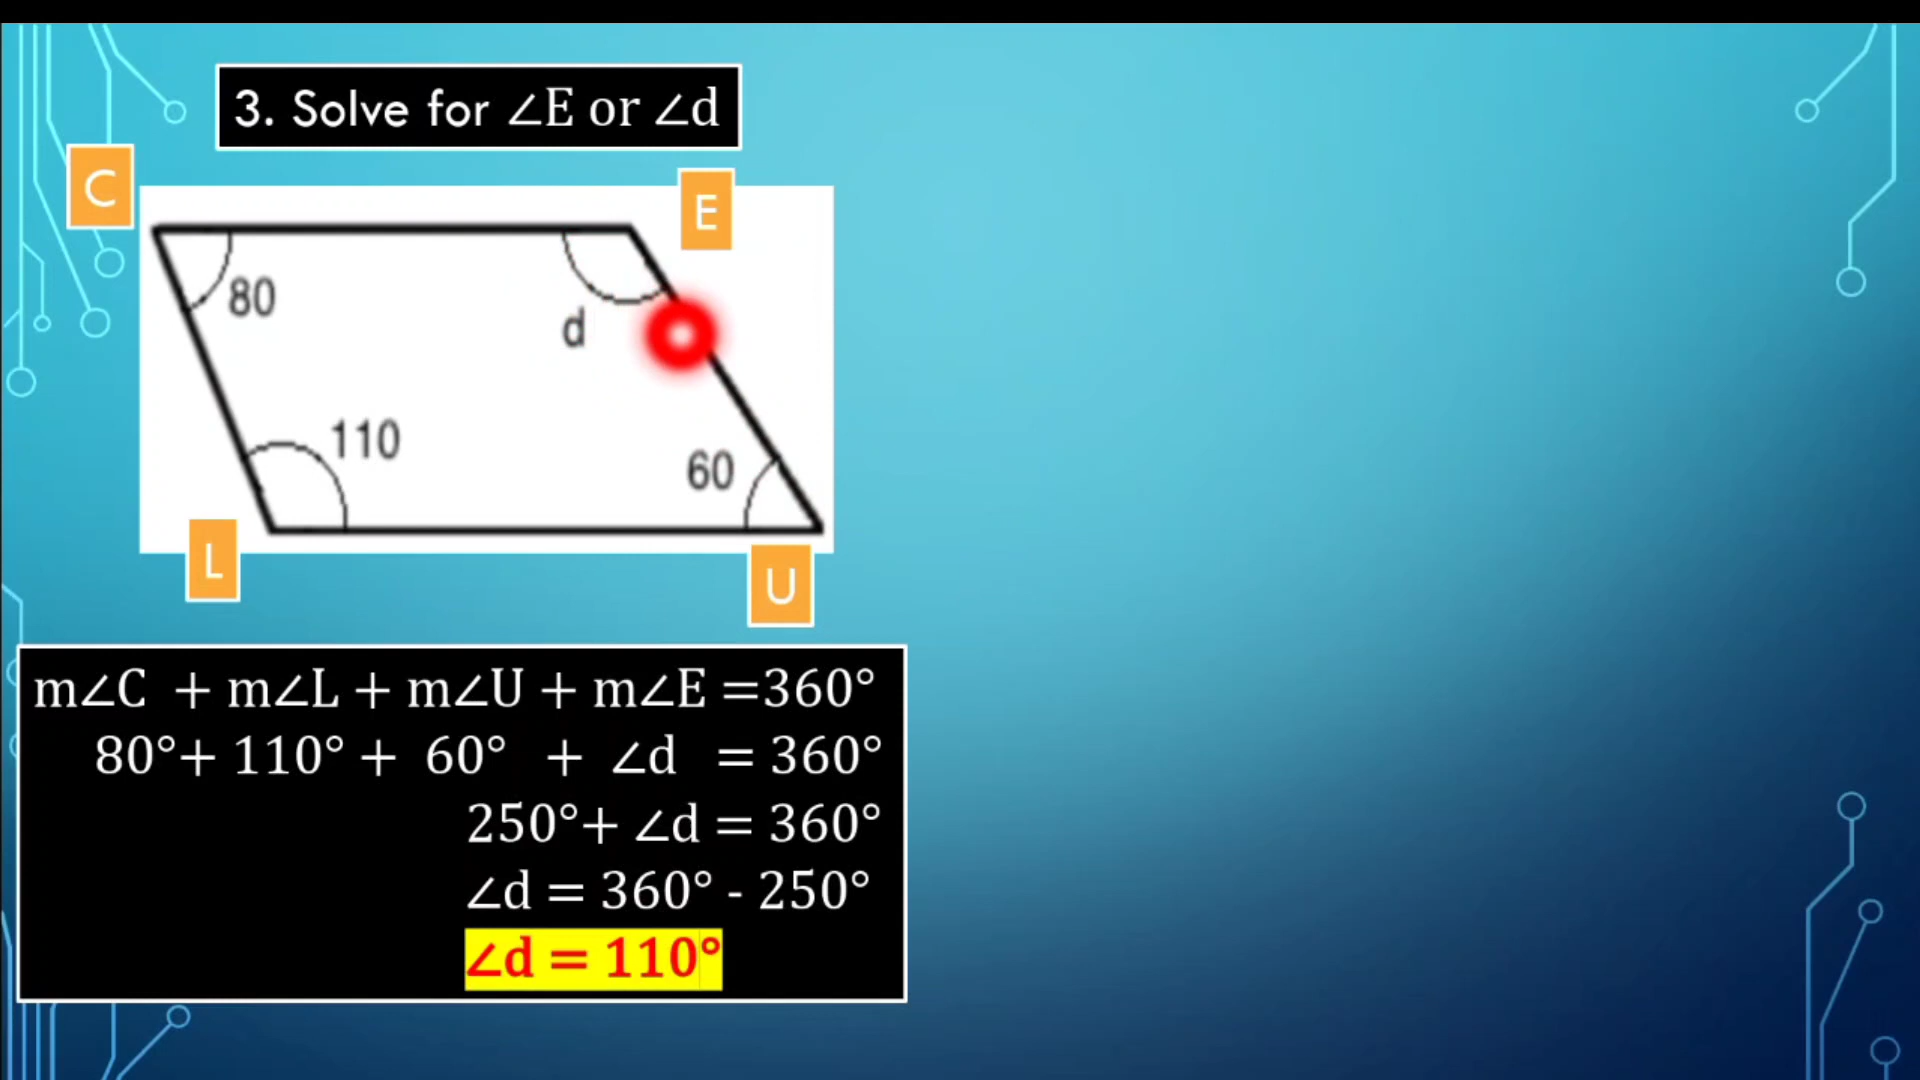 3. Solve for ∠E or ∠d
C
E
80
d
110
60
L
U
m∠C + m∠L + m∠U + m∠E =360°
80°+ 110° + 60° + ∠d = 360°
250°+ ∠d = 360°
∠d = 360° - 250°
∠d = 110°